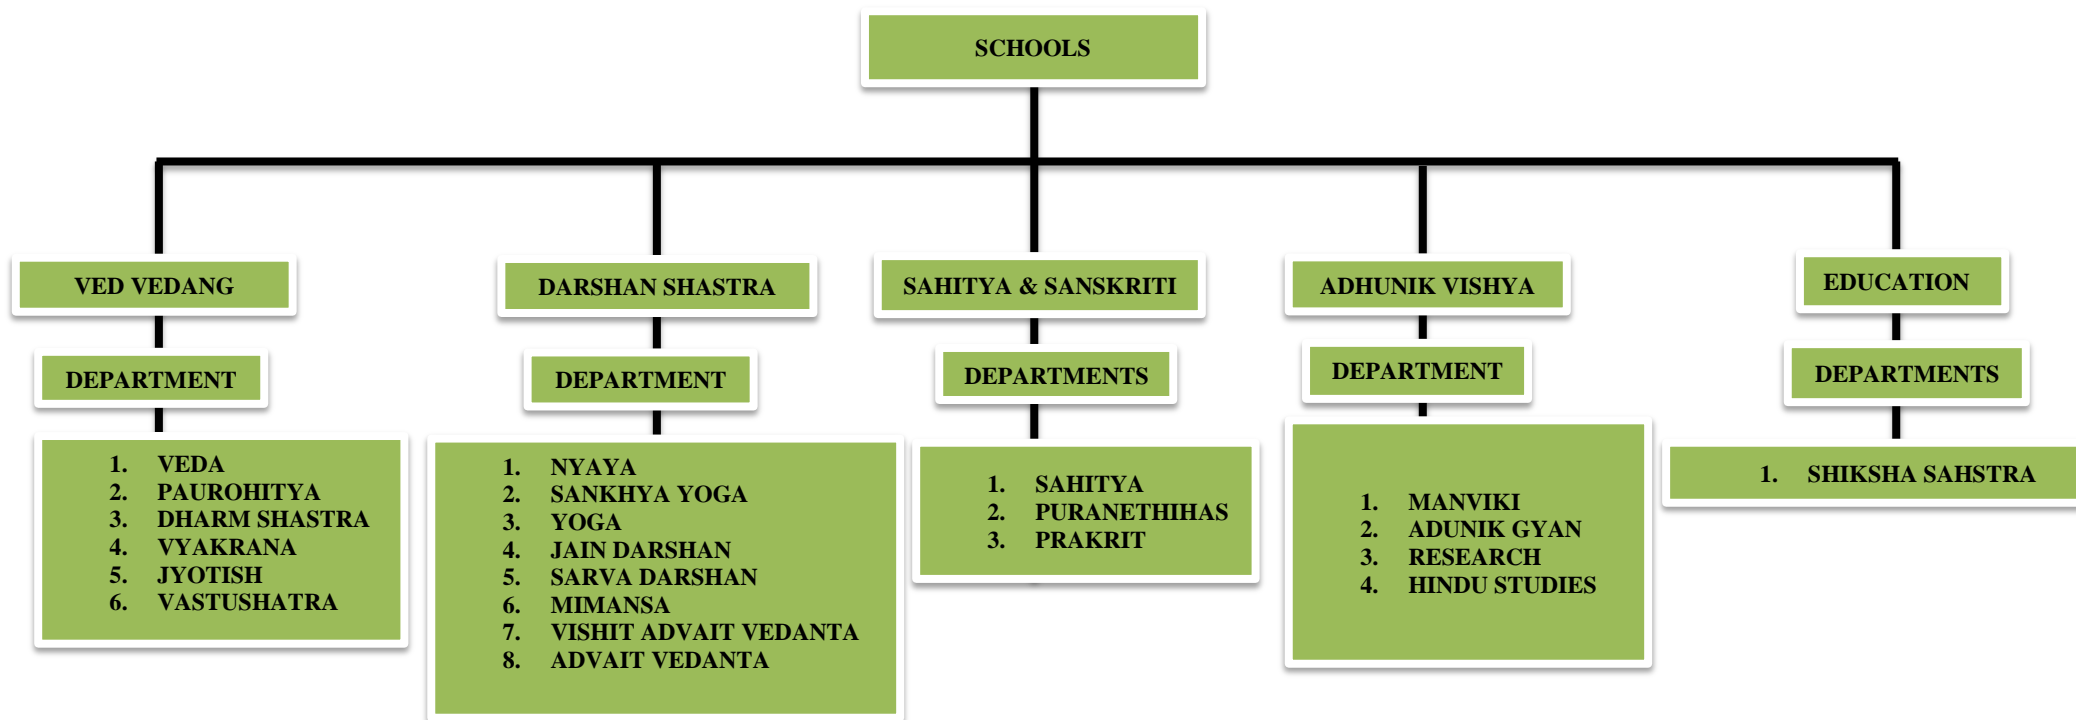 SCHOOLS
VED VEDANG
DEPARTMENT
1. VEDA
2. PAUROHITYA
3. DHARM SHASTRA
4. VYAKRANA
5. JYOTISH
6. VASTUSHATRA
DARSHAN SHASTRA
DEPARTMENT
1. NYAYA
2. SANKHYA YOGA
3. YOGA
4. JAIN DARSHAN
5. SARVA DARSHAN
6. MIMANSA
7. VISHIT ADVAIT VEDANTA
8. ADVAIT VEDANTA
SAHITYA & SANSKRITI
DEPARTMENTS
1. SAHITYA
2. PURANETHIHAS
3. PRAKRIT
ADHUNIK VISHYA
DEPARTMENT
1. MANVIKI
2. ADUNIK GYAN
3. RESEARCH
4. HINDU STUDIES
EDUCATION
DEPARTMENTS
1. SHIKSHA SAHSTRA